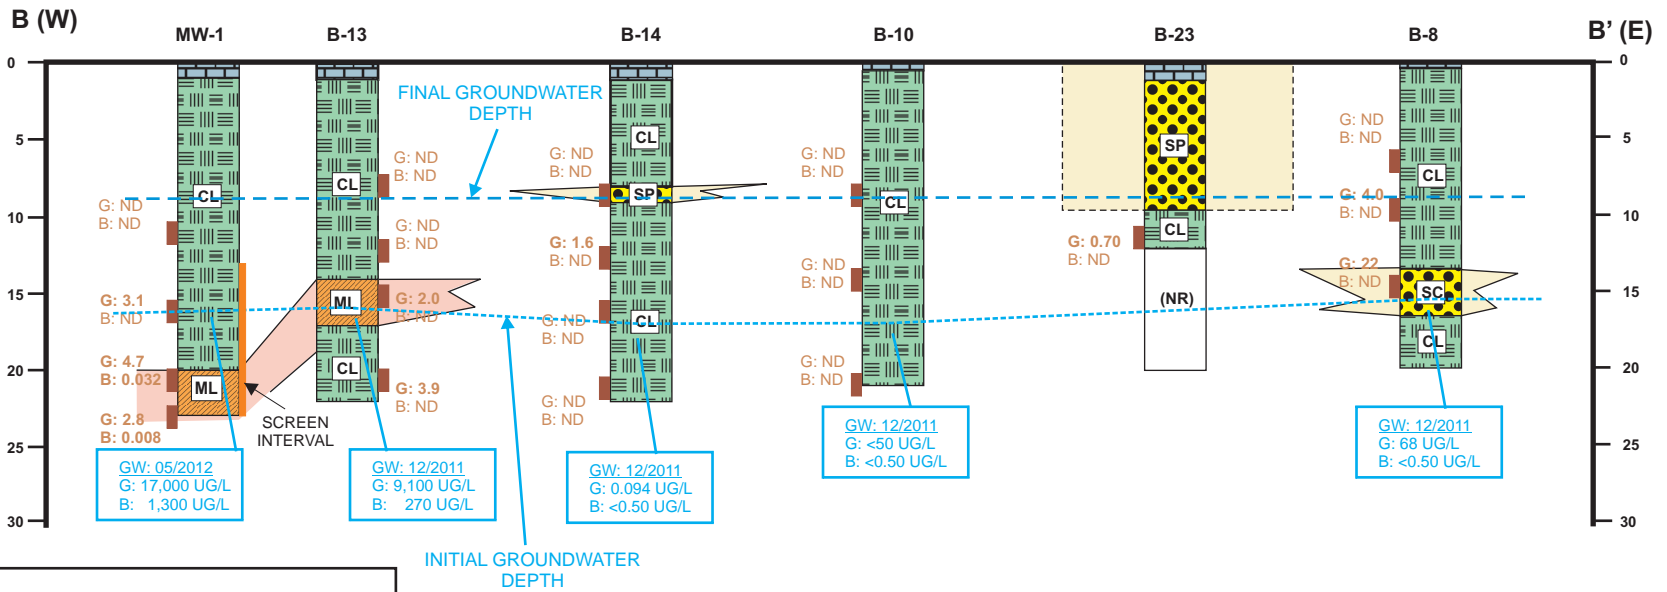 B (W)
MW-1
B-13
B-14
B-10
B-23
B-8
B' (E)
0
5
10
15
20
25
30
FINAL GROUNDWATER
DEPTH
CL
G: ND
B: ND
G: 3.1
B: ND
G: 4.7
B: 0.032
ML
G: 2.8
B: 0.008
SCREEN
INTERVAL
GW: 05/2012
G: 17,000 UG/L
B: 1,300 UG/L
CL
G: ND
B: ND
G: ND
B: ND
ML
G: 2.0
B: ND
CL
G: 3.9
B: ND
GW: 12/2011
G: 9,100 UG/L
B: 270 UG/L
INITIAL GROUNDWATER
DEPTH
CL
G: ND
B: ND
SP
G: 1.6
B: ND
G: ND
B: ND
CL
G: ND
B: ND
GW: 12/2011
G: 0.094 UG/L
B: <0.50 UG/L
G: ND
B: ND
CL
G: ND
B: ND
G: ND
B: ND
GW: 12/2011
G: <50 UG/L
B: <0.50 UG/L
SP
CL
G: 0.70
B: ND
(NR)
G: ND
B: ND
CL
G: 4.0
B: ND
G: 22
B: ND
SC
CL
GW: 12/2011
G: 68 UG/L
B: <0.50 UG/L
0
5
10
15
20
25
30